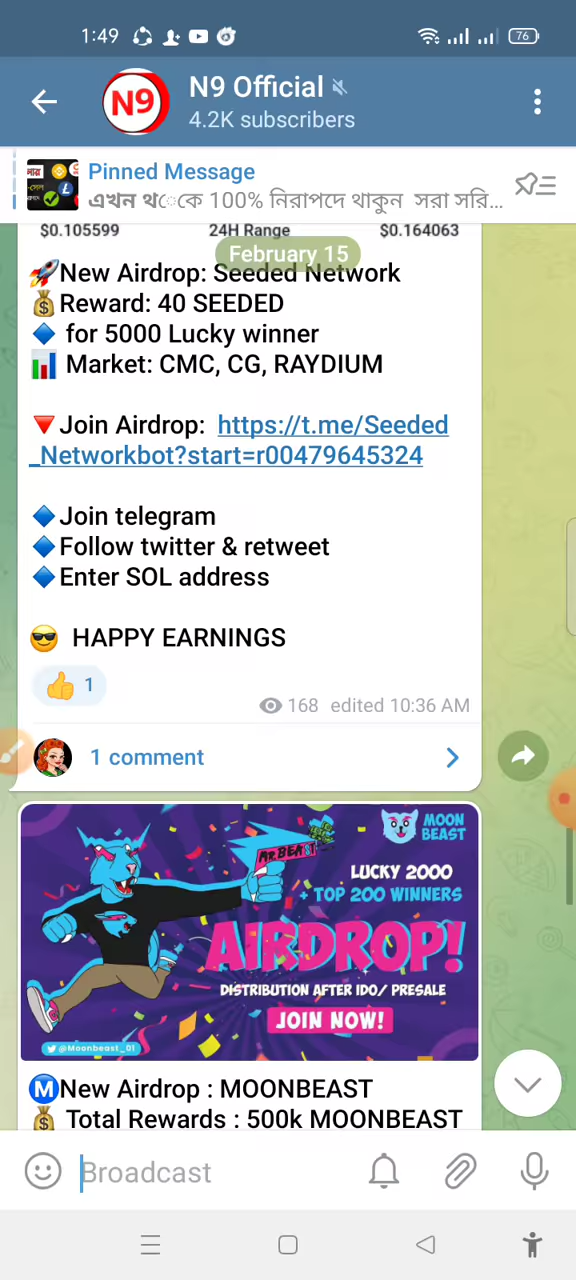 1:49
76
N9
N9 Official
4.2K subscribers
Pinned Message
এখন থেকে 100% নিরাপদে থাকুন সরা সরি...
$0.105599 24H Range $0.164063
February 15
🚀New Airdrop: Seeded Network
💰Reward: 40 SEEDED
🔷 for 5000 Lucky winner
📊 Market: CMC, CG, RAYDIUM
🔻Join Airdrop: https://t.me/Seeded
_Networkbot?start=r00479645324
🔷Join telegram
🔷Follow twitter & retweet
🔷Enter SOL address
😎 HAPPY EARNINGS
👍 1
168 edited 10:36 AM
1 comment
MOON
BEAST
MR.BEAST
LUCKY 2000
+ TOP 200 WINNERS
AIRDROP!
DISTRIBUTION AFTER IDO/ PRESALE
JOIN NOW!
@Moonbeast_01
Ⓜ️New Airdrop : MOONBEAST
💰 Total Rewards : 500k MOONBEAST
Broadcast